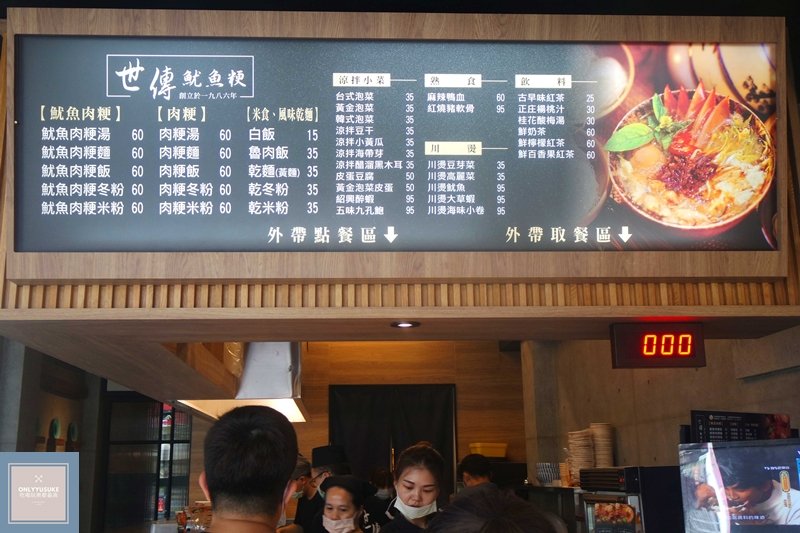 世傳魷魚粳
創立於一九八六年
【魷魚肉粳】
魷魚肉粳湯 60
魷魚肉粳麵 60
魷魚肉粳飯 60
魷魚肉粳冬粉 60
魷魚肉粳米粉 60
【肉粳】
肉粳湯 60
肉粳麵 60
肉粳飯 60
肉粳冬粉 60
肉粳米粉 60
【米食、風味乾麵】
白飯 15
魯肉飯 35
乾麵(黃麵) 35
乾冬粉 35
乾米粉 35
涼拌小菜
台式泡菜 35
黃金泡菜 35
韓式泡菜 35
涼拌豆干 35
涼拌小黃瓜 35
涼拌海帶芽 35
涼拌醋溜黑木耳 35
皮蛋豆腐 50
黃金泡菜皮蛋 50
紹興醉蝦 95
五味九孔鮑 95
熟食
麻辣鴨血 60
紅燒豬軟骨 95
川燙
川燙豆芽菜 35
川燙高麗菜 35
川燙魷魚 95
川燙大草蝦 95
川燙海味小卷 95
飲料
古早味紅茶 25
正庄楊桃汁 30
桂花酸梅湯 30
鮮奶茶 60
鮮檸檬紅茶 60
鮮百香果紅茶 60
外帶點餐區
外帶取餐區
000
ONLYYUSUKE